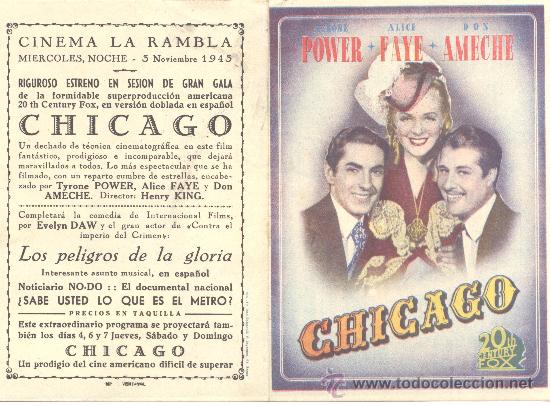 CINEMA LA RAMBLA
MIERCOLES, NOCHE - 3 Noviembre 1945
RIGUROSO ESTRENO EN SESION DE GRAN GALA
de la formidable superproducción americana
20 th Century Fox, en versión doblada en español
CHICAGO
Un dechado de técnica cinematográfica en este film
fantástico, prodigioso e incomparable, que dejará
maravillados a todos. Lo más espectacular que se ha
filmado, con un reparto cumbre de estrellas, encabe-
zado por Tyrone POWER, Alice FAYE y Don
AMECHE. Director: Henry KING.
Completará la comedia de Internacional Films,
por Evelyn DAW y el gran actor de «Contra el
imperio del Crimen»:
Los peligros de la gloria
Interesante asunto musical, en español
Noticiario NO-DO :: El documental nacional
¿SABE USTED LO QUE ES EL METRO?
PRECIOS EN TAQUILLA
Este extraordinario programa se proyectará tam-
bién los días 4, 6 y 7 Jueves, Sábado y Domingo
CHICAGO
Un prodigio del cine americano difícil de superar
TYRONE ALICE DON
POWER + FAYE + AMECHE
CHICAGO
20th
CENTURY
FOX
www.todocoleccion.net